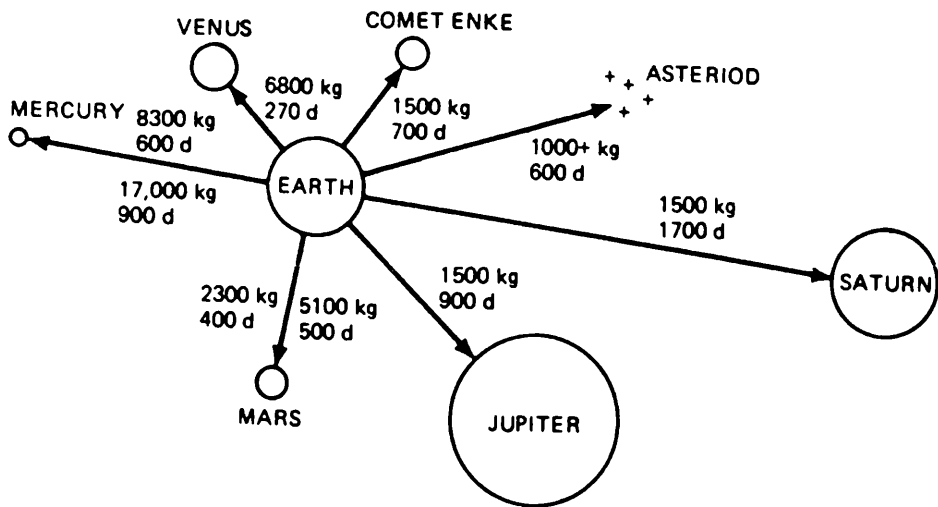 COMET ENKE
VENUS
ASTERIOD
6800 kg
270 d
1500 kg
700 d
MERCURY
8300 kg
600 d
1000+ kg
600 d
EARTH
17,000 kg
900 d
1500 kg
1700 d
SATURN
2300 kg
400 d
5100 kg
500 d
1500 kg
900 d
MARS
JUPITER